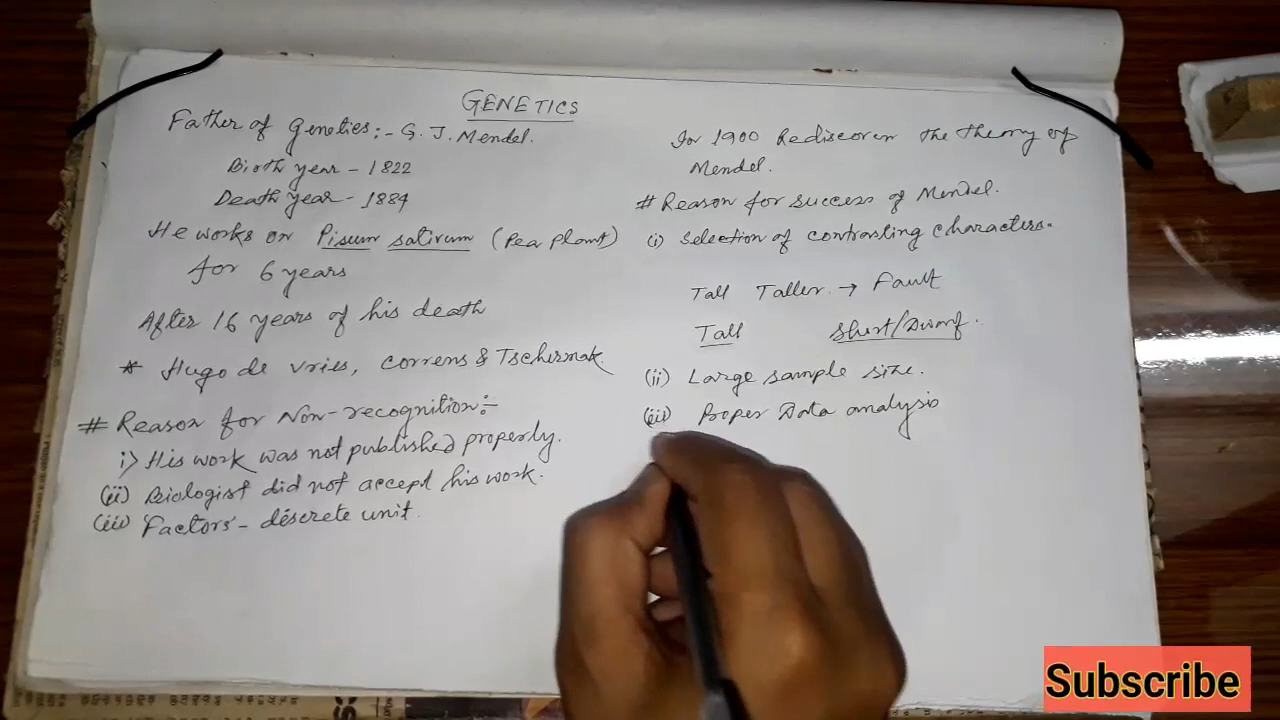 GENETICS
Father of Genetics:- G. J. Mendel.
Birth year - 1822
Death year - 1884
He works on Pisum sativum (Pea plant)
for 6 years
After 16 years of his death
* Hugo de Vries, Correns & Tschermak
# Reason for Non-recognition:-
i) His work was not published properly.
(ii) Biologist did not accept his work.
(iii) Factors - discrete unit.
In 1900 Rediscover the theory of
Mendel.
# Reason for success of Mendel.
(i) Selection of contrasting characters.
Tall Taller → Fault
Tall Short/Dwarf.
(ii) Large sample size.
(iii) Proper Data analysis
Subscribe